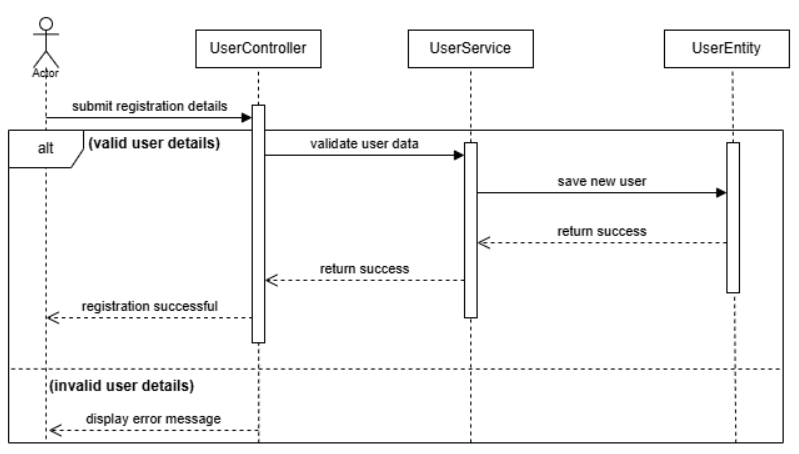 UserController
UserService
UserEntity
Actor
submit registration details
alt
(valid user details)
validate user data
save new user
return success
return success
registration successful
(invalid user details)
display error message